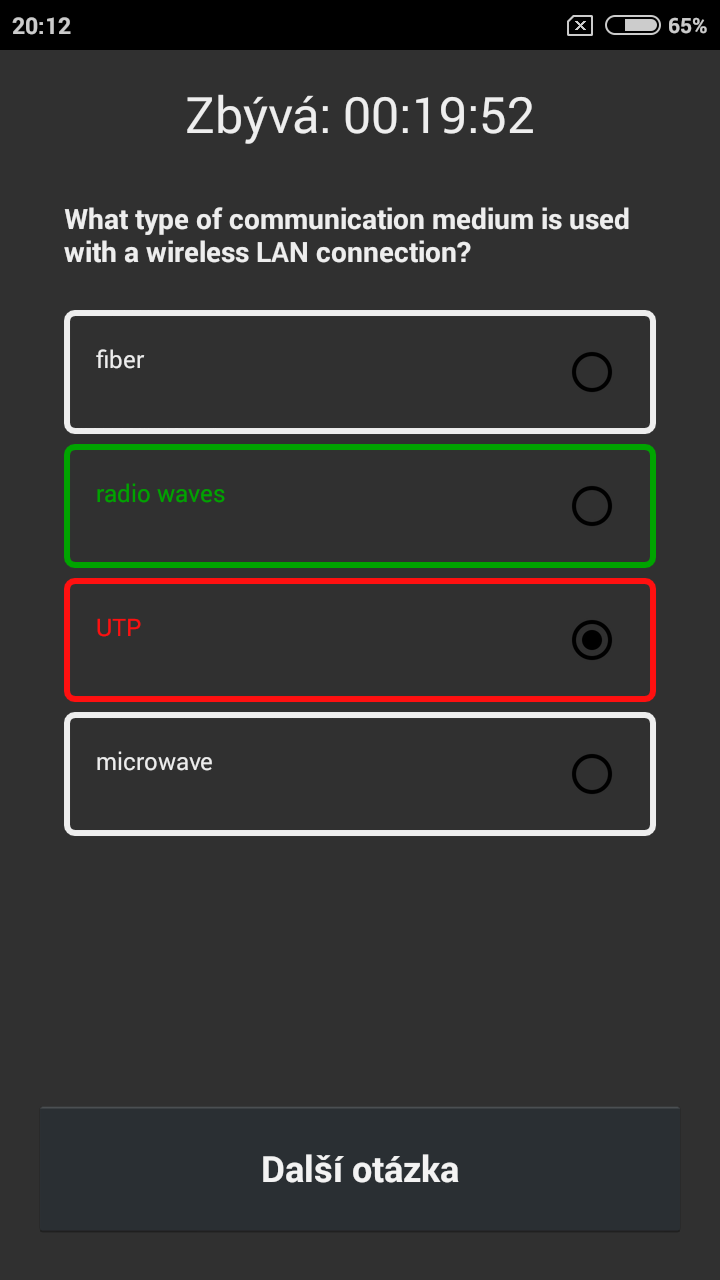 20:12
65%
Zbývá: 00:19:52
What type of communication medium is used
with a wireless LAN connection?
fiber
radio waves
UTP
microwave
Další otázka